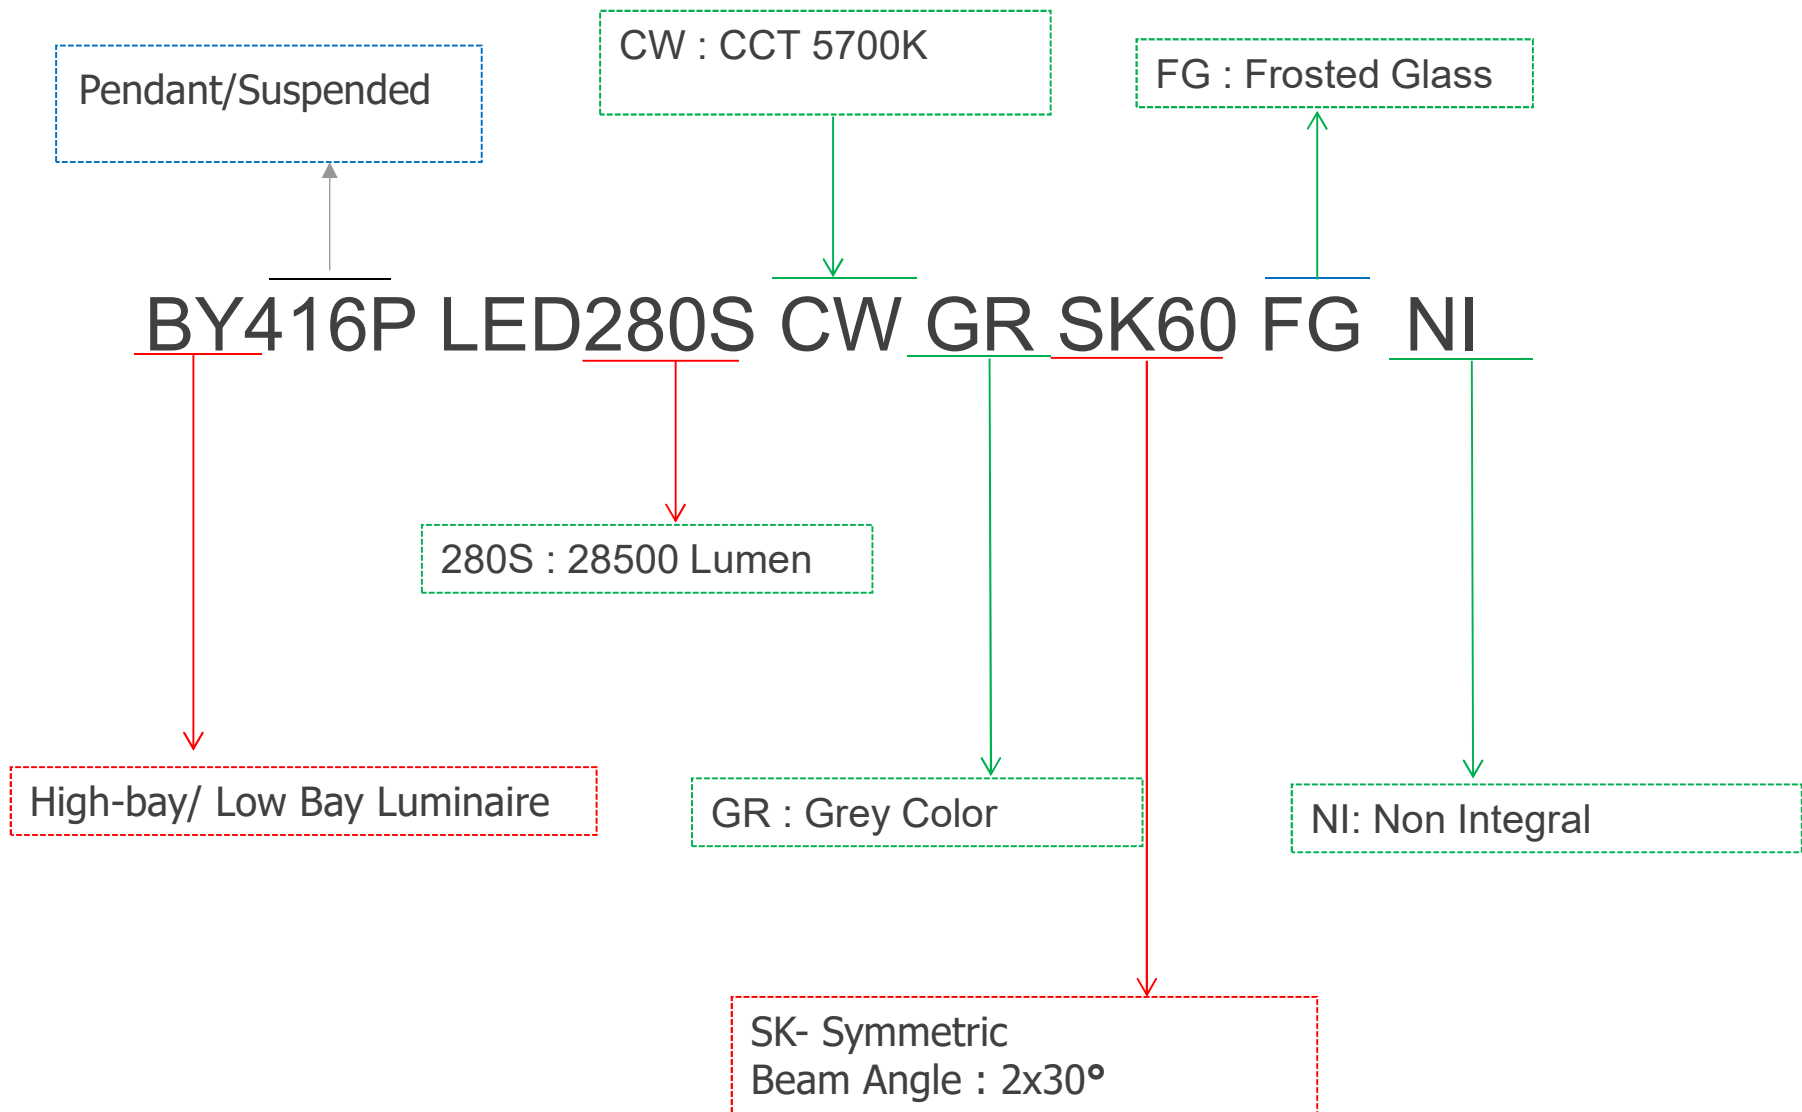 CW : CCT 5700K
Pendant/Suspended
FG : Frosted Glass
BY416P LED280S CW GR SK60 FG NI
280S : 28500 Lumen
High-bay/ Low Bay Luminaire
GR : Grey Color
NI: Non Integral
SK- Symmetric
Beam Angle : 2x30°